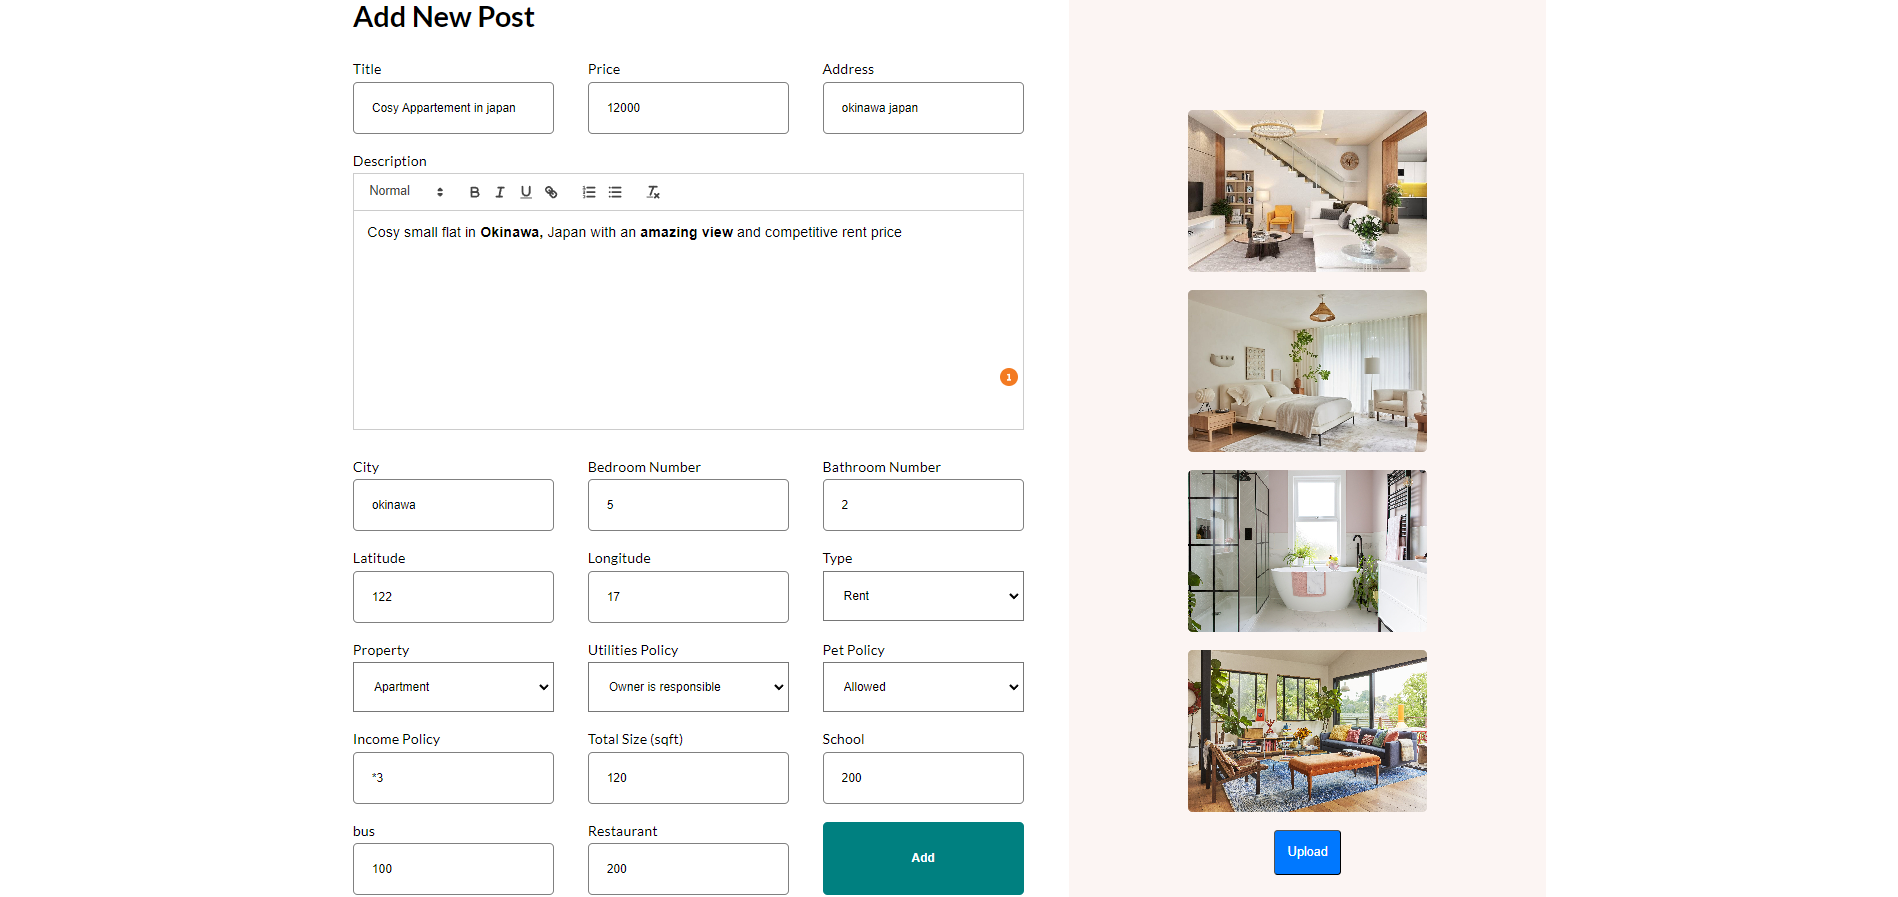 Add New Post
Title Price Address
Cosy Appartement in japan 12000 okinawa japan
Description
Normal B I U
Cosy small flat in Okinawa, Japan with an amazing view and competitive rent price
1
City Bedroom Number Bathroom Number
okinawa 5 2
Latitude Longitude Type
122 17 Rent
Property Utilities Policy Pet Policy
Apartment Owner is responsible Allowed
Income Policy Total Size (sqft) School
*3 120 200
bus Restaurant
100 200 Add
Upload